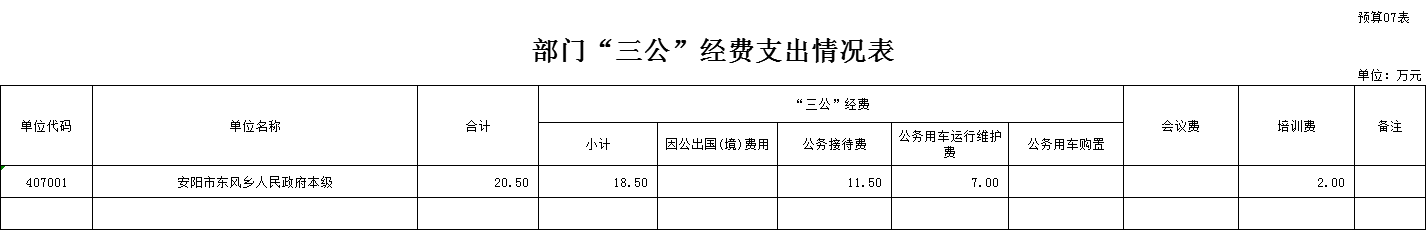 预算07表
部门“三公”经费支出情况表
单位：万元
单位代码 单位名称 合计 “三公”经费 会议费 培训费 备注
小计 因公出国(境)费用 公务接待费 公务用车运行维护费 公务用车购置
407001 安阳市东风乡人民政府本级 20.50 18.50 11.50 7.00 2.00